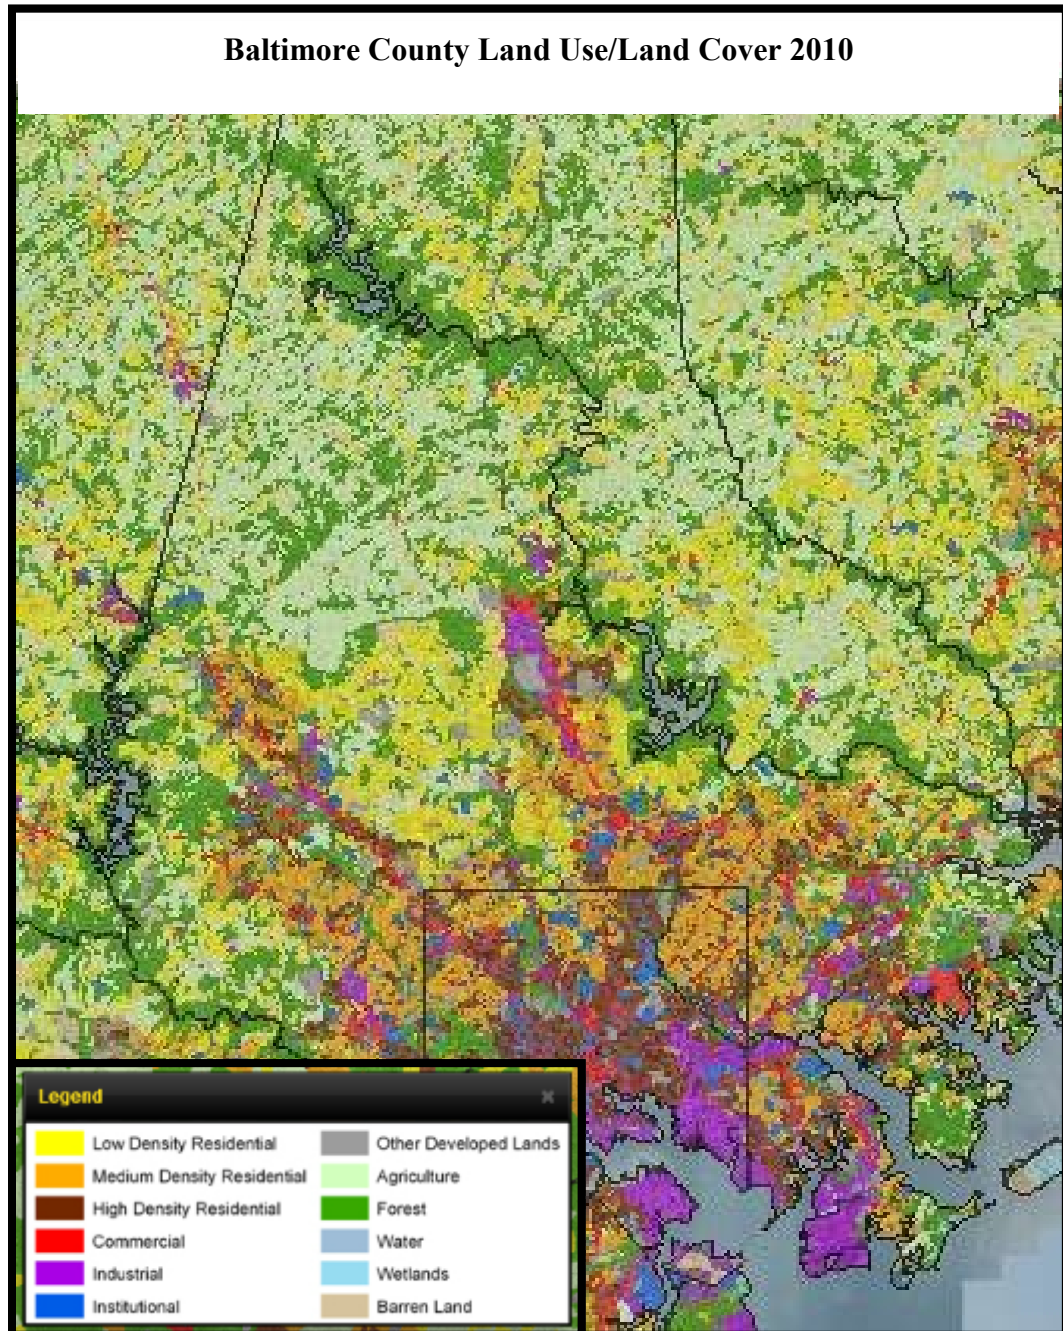 Baltimore County Land Use/Land Cover 2010
Legend
Low Density Residential
Medium Density Residential
High Density Residential
Commercial
Industrial
Institutional
Other Developed Lands
Agriculture
Forest
Water
Wetlands
Barren Land